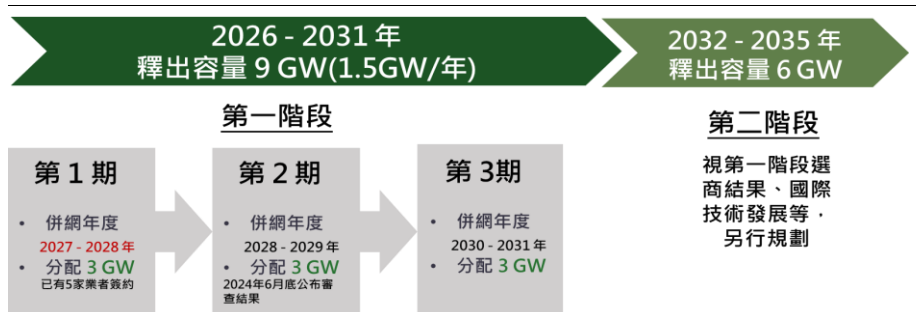 2026 - 2031 年
釋出容量 9 GW(1.5GW/年)
2032 - 2035 年
釋出容量 6 GW
第一階段
第 1 期
• 併網年度
2027 - 2028 年
• 分配 3 GW
已有5家業者簽約
第 2 期
• 併網年度
2028 - 2029 年
• 分配 3 GW
2024年6月底公布審
查結果
第 3期
• 併網年度
2030 - 2031 年
• 分配 3 GW
第二階段
視第一階段選
商結果、國際
技術發展等，
另行規劃